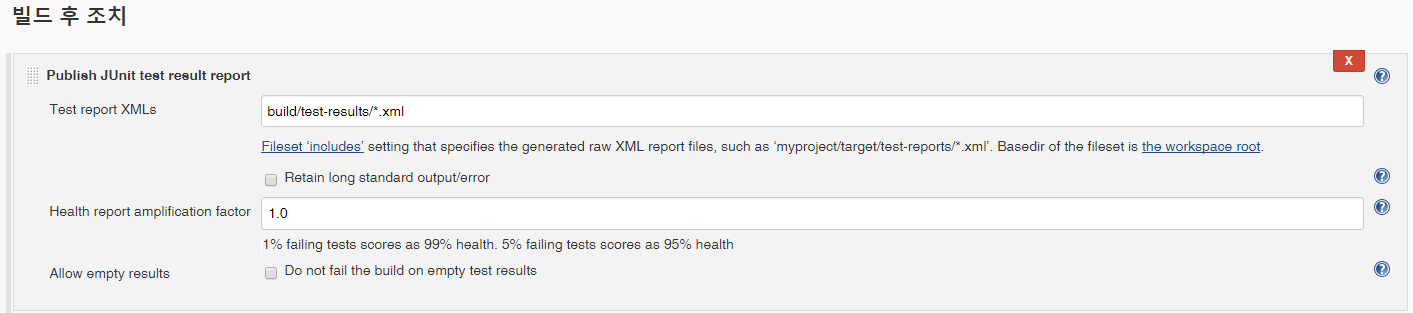 빌드 후 조치
Publish JUnit test result report
X
Test report XMLs
build/test-results/*.xml
Fileset ‘includes’ setting that specifies the generated raw XML report files, such as ‘myproject/target/test-reports/*.xml’. Basedir of the fileset is the workspace root.
Retain long standard output/error
Health report amplification factor
1.0
1% failing tests scores as 99% health. 5% failing tests scores as 95% health
Allow empty results
Do not fail the build on empty test results